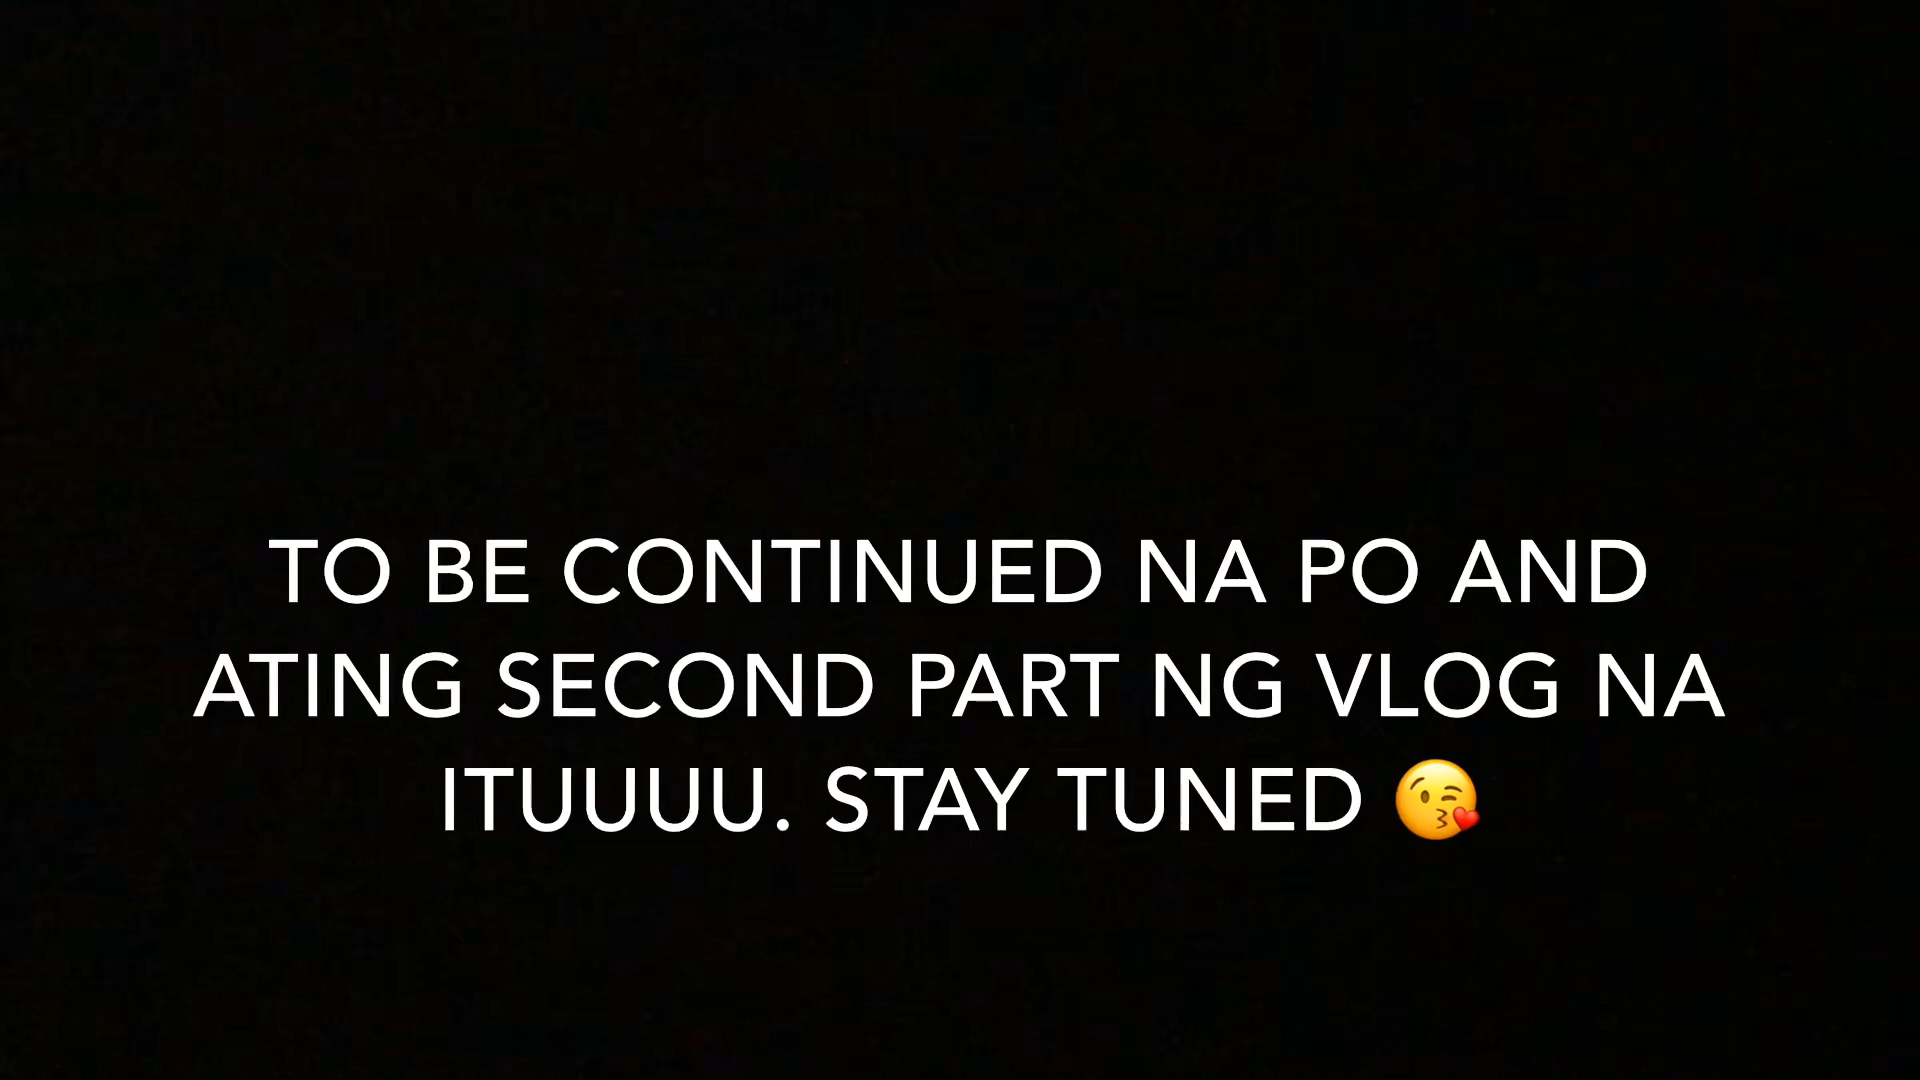 TO BE CONTINUED NA PO AND
ATING SECOND PART NG VLOG NA
ITUUUU. STAY TUNED 😘